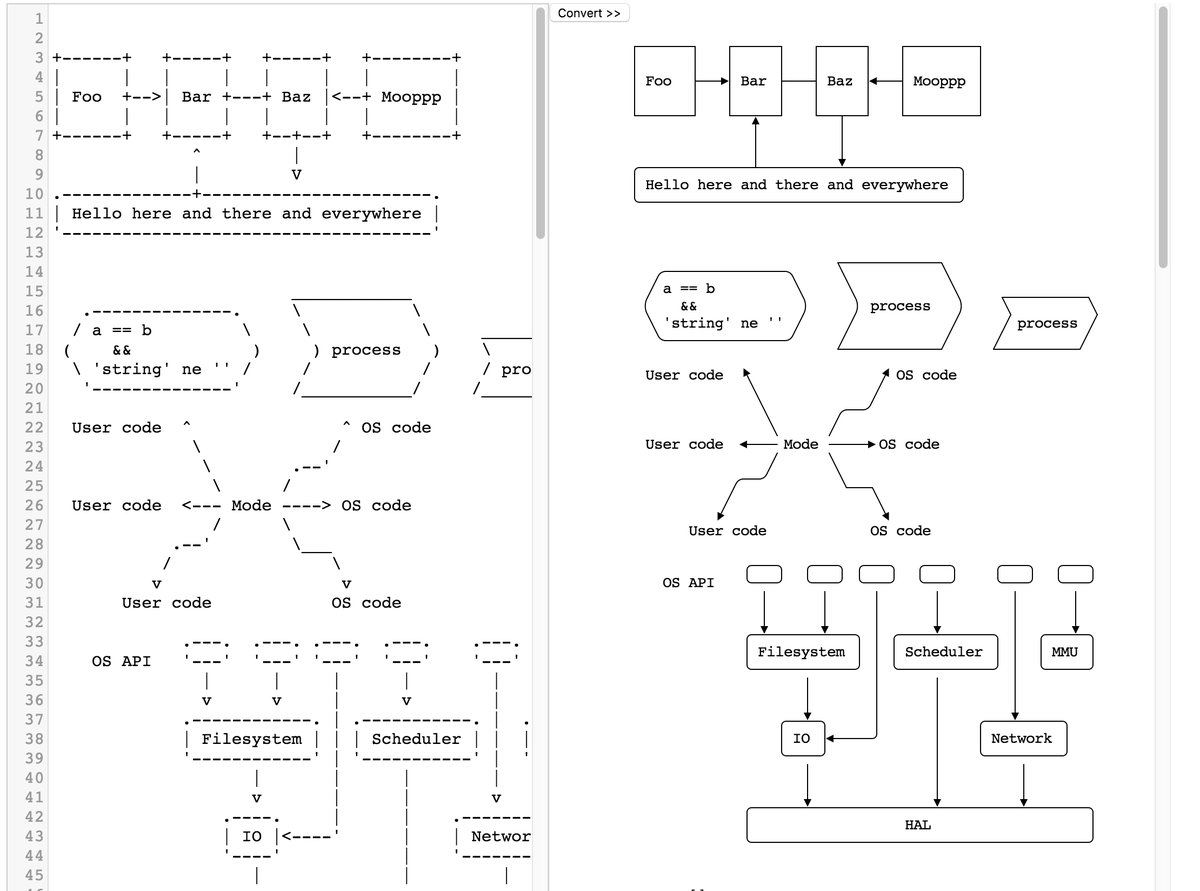 Convert >>
1
2
3 +------+   +-----+   +-----+   +--------+
4 |      |   |     |   |     |   |        |
5 | Foo  +-->| Bar +---+ Baz |<--+ Mooppp |
6 |      |   |     |   |     |   |        |
7 +------+   +-----+   +--+--+   +--------+
8               ^         |
9               |         V
10 .-------------+-----------------------.
11 | Hello here and there and everywhere |
12 '-------------------------------------'
13
14
15                         ____________
16    .--------------.     \           \
17   / a == b         \     \           \         _____
18  (    &&            )     ) process   )     \
19   \ 'string' ne '' /     /           /      / pro
20    '--------------'     /___________/      /_____
21
22   User code  ^               ^ OS code
23               \             /
24                \        .--'
25                 \      /
26   User code  <--- Mode ----> OS code
27                 /      \
28             .--'        \___
29            /                \
30           v                  v
31        User code               OS code
32
33              .---.  .---. .---.  .---.    .---.
34     OS API   '---'  '---' '---'  '---'    '---'
35                |      |     |      |        |
36                v      v     |      v        |
37              .------------. | .-----------. |  .
38              | Filesystem | | | Scheduler | |  |
39              '------------' | '-----------' |  '
40                     |       |      |        |
41                     v       |      |        v
42                  .----.     |      |    .-------
43                  | IO |<----'      |    | Networ
44                  '----'            |    '-------
45                     |              |         |
Foo Bar Baz Mooppp
Hello here and there and everywhere
a == b
&&
'string' ne ''
process
process
User code
OS code
User code
Mode
OS code
User code
OS code
OS API
Filesystem
Scheduler
MMU
IO
Network
HAL